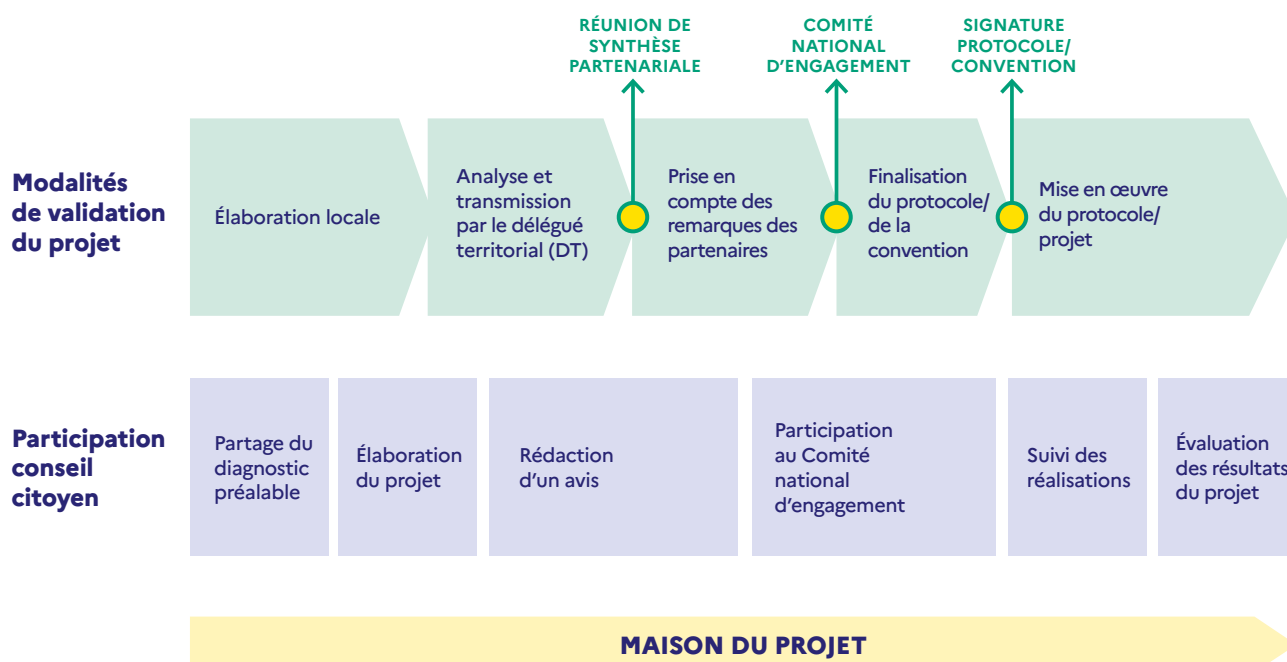 RÉUNION DE
SYNTHÈSE
PARTENARIALE
COMITÉ
NATIONAL
D'ENGAGEMENT
SIGNATURE
PROTOCOLE/
CONVENTION
Modalités
de validation
du projet
Élaboration locale
Analyse et
transmission
par le délégué
territorial (DT)
Prise en
compte des
remarques des
partenaires
Finalisation
du protocole/
de la
convention
Mise en œuvre
du protocole/
projet
Participation
conseil
citoyen
Partage du
diagnostic
préalable
Élaboration
du projet
Rédaction
d'un avis
Participation
au Comité
national
d'engagement
Suivi des
réalisations
Évaluation
des résultats
du projet
MAISON DU PROJET